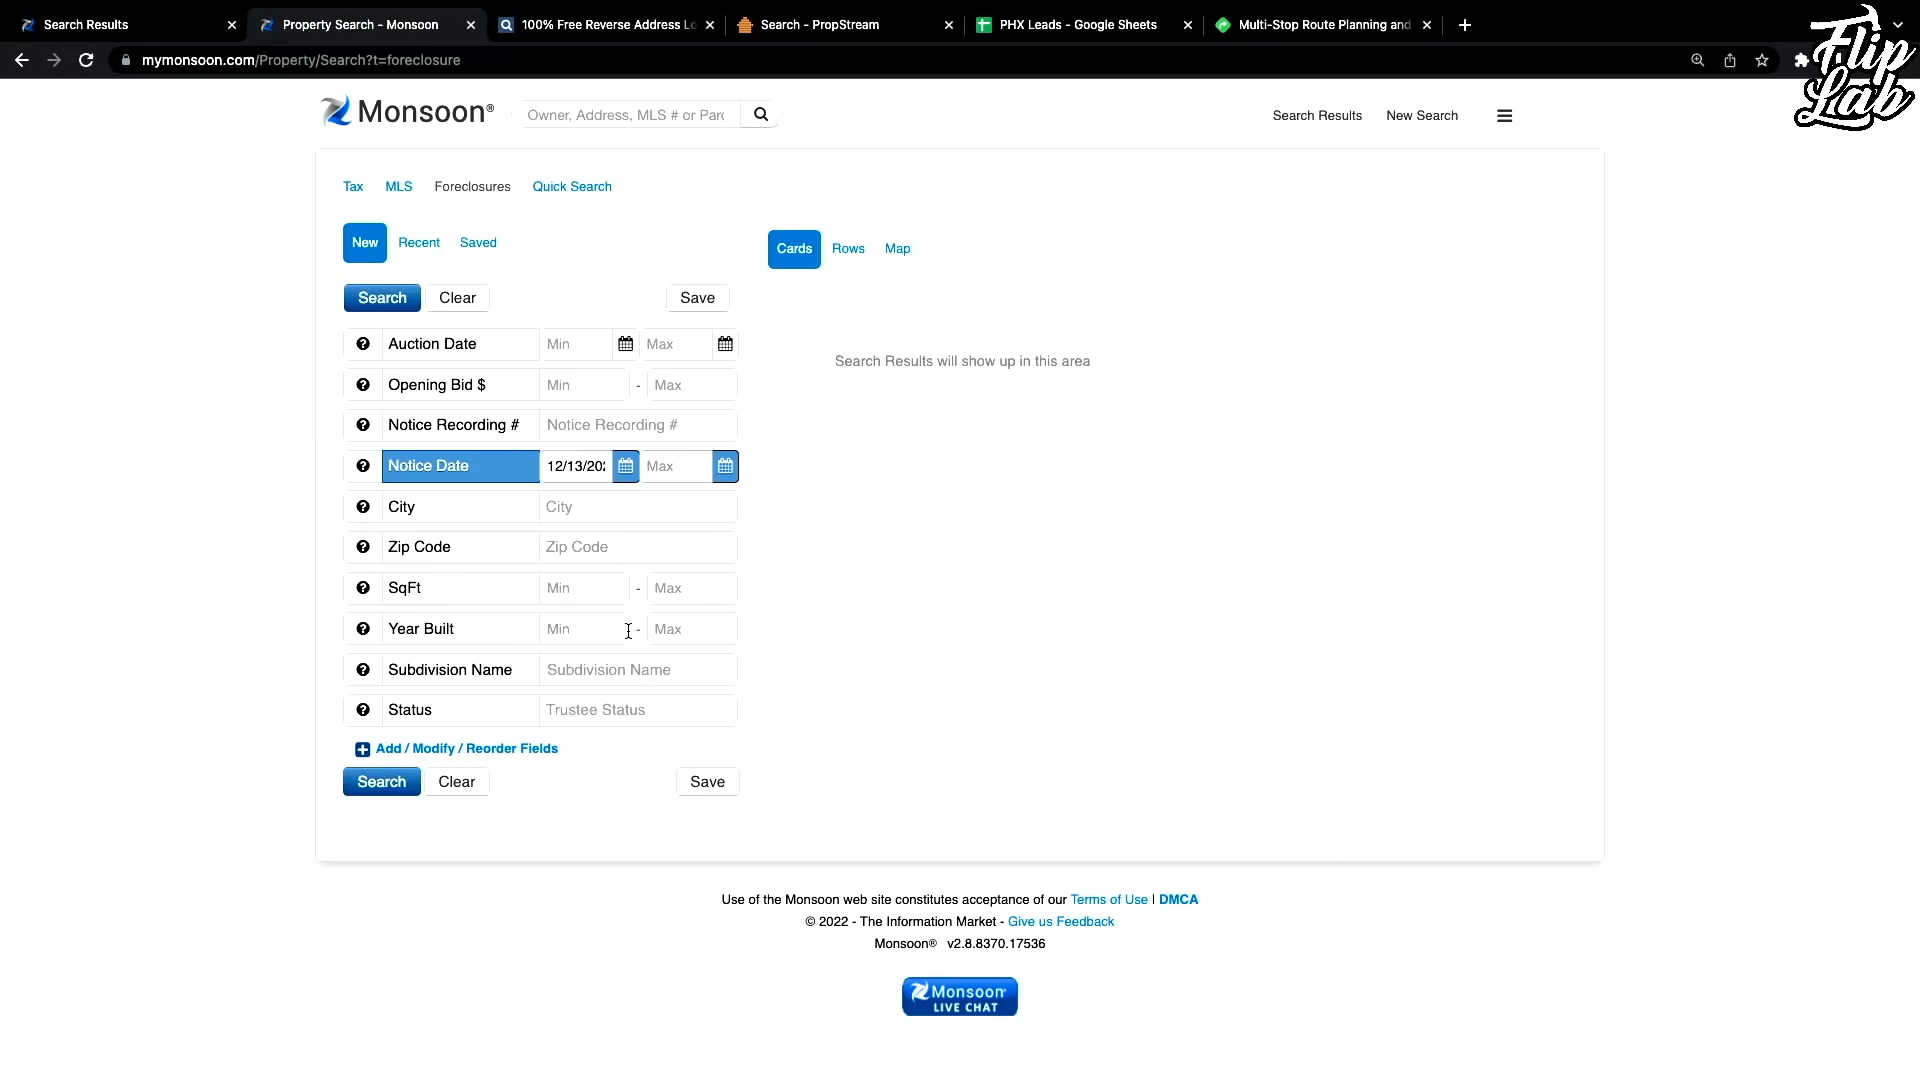 Search Results
Property Search - Monsoon
100% Free Reverse Address Lo
Search - PropStream
PHX Leads - Google Sheets
Multi-Stop Route Planning and
mymonsoon.com/Property/Search?t=foreclosure
Flip
Lab
Monsoon®
Owner, Address, MLS # or Parc
Search Results
New Search
Tax
MLS
Foreclosures
Quick Search
New
Recent
Saved
Cards
Rows
Map
Search
Clear
Save
Auction Date
Min
Max
Search Results will show up in this area
Opening Bid $
Min
-
Max
Notice Recording #
Notice Recording #
Notice Date
12/13/202
Max
City
City
Zip Code
Zip Code
SqFt
Min
-
Max
Year Built
Min
-
Max
Subdivision Name
Subdivision Name
Status
Trustee Status
Add / Modify / Reorder Fields
Search
Clear
Save
Use of the Monsoon web site constitutes acceptance of our Terms of Use | DMCA
© 2022 - The Information Market - Give us Feedback
Monsoon® v2.8.8370.17536
Monsoon
LIVE CHAT